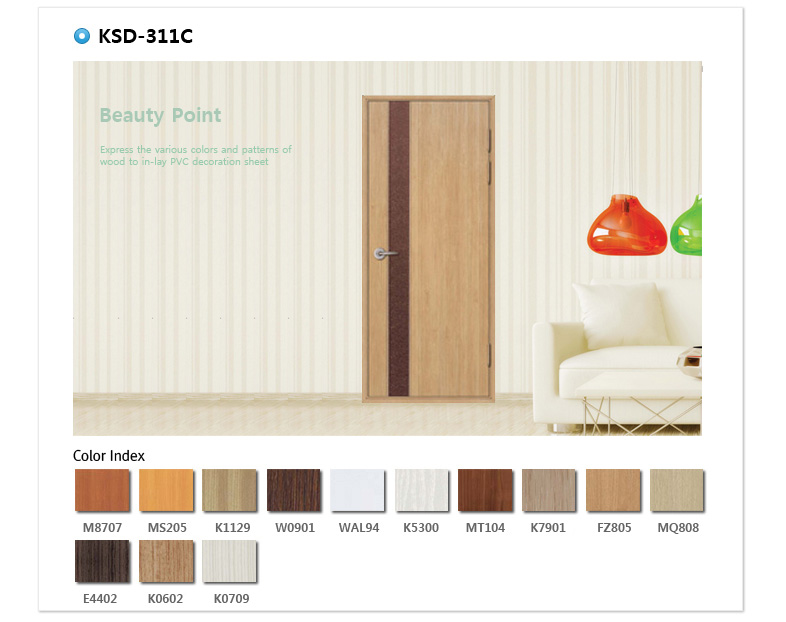 KSD-311C
Beauty Point
Express the various colors and patterns of
wood to in-lay PVC decoration sheet
Color Index
M8707 MS205 K1129 W0901 WAL94 K5300 MT104 K7901 FZ805 MQ808
E4402 K0602 K0709